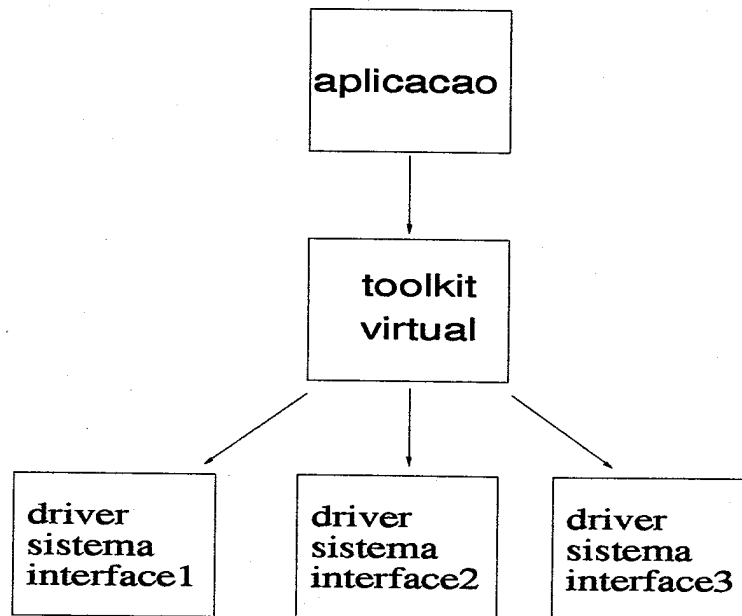 aplicacao
toolkit
virtual
driver
sistema
interface1
driver
sistema
interface2
driver
sistema
interface3